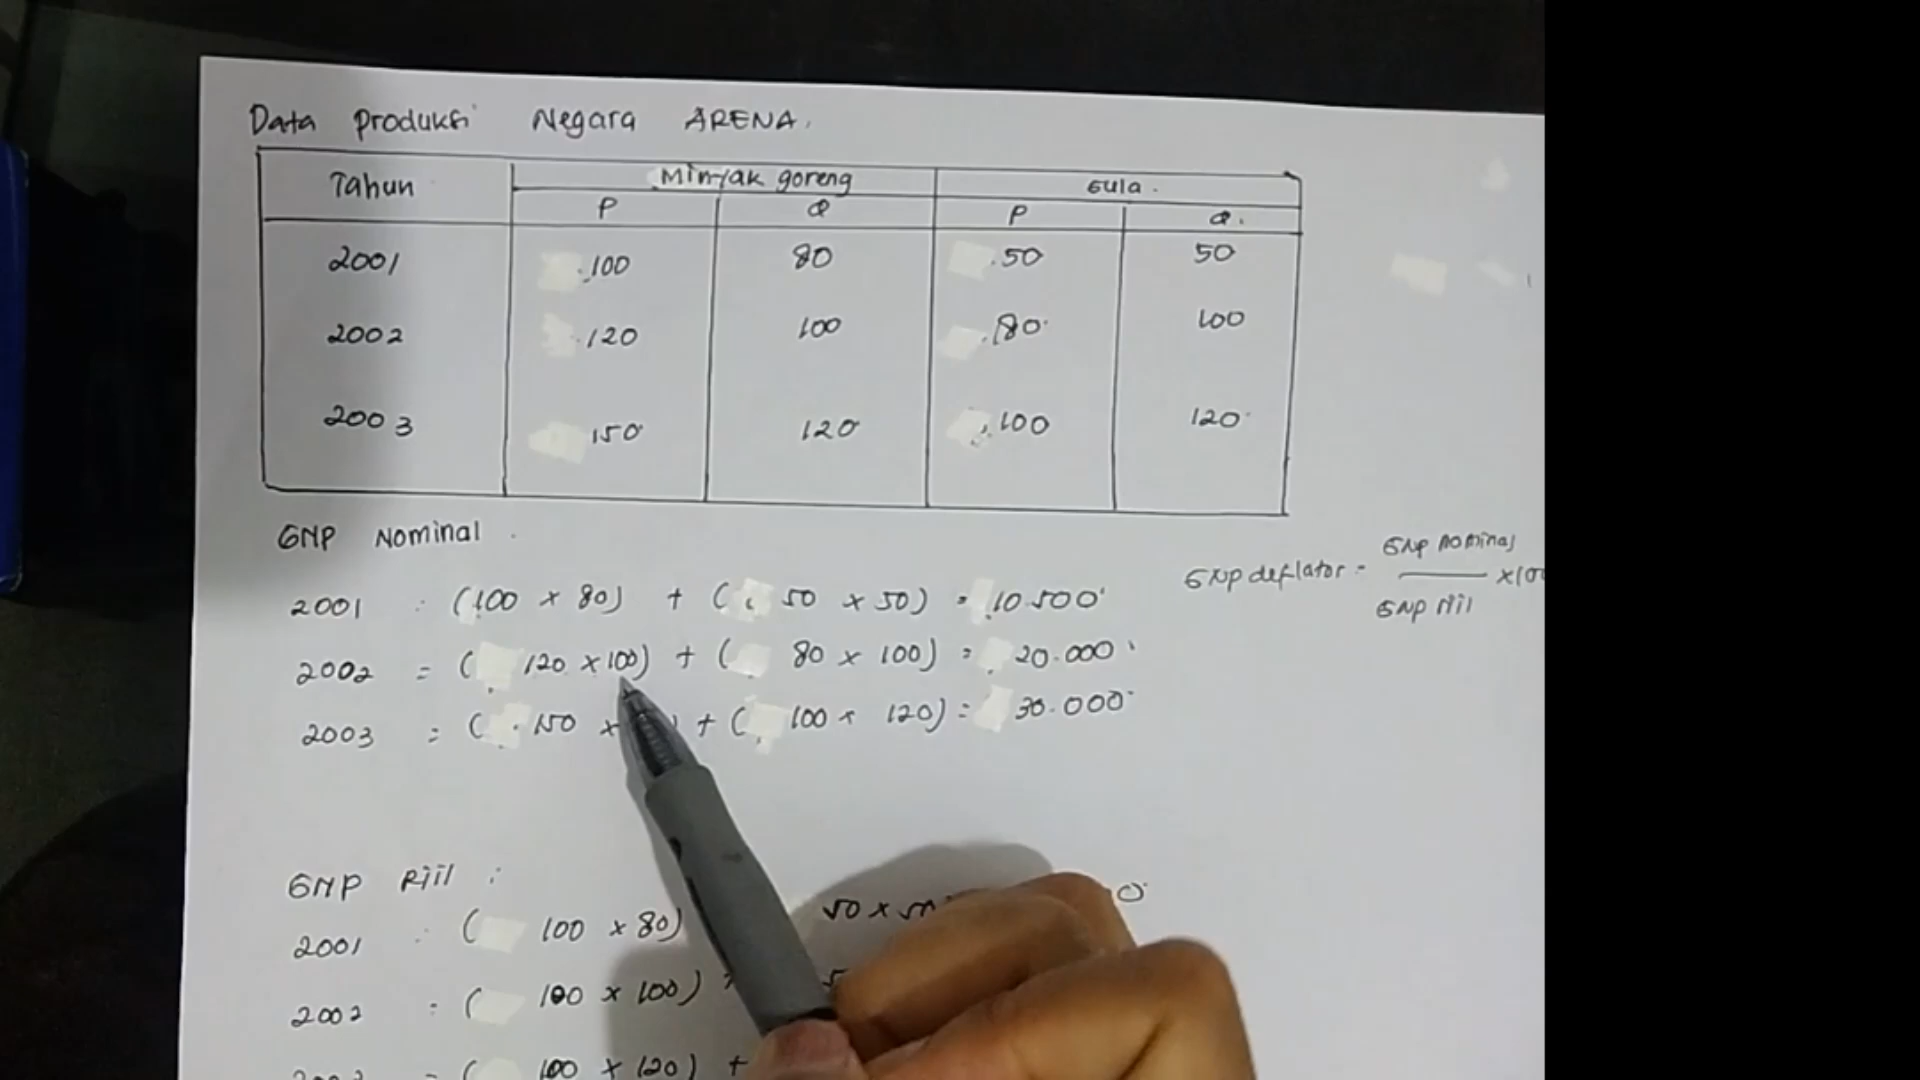 Data produksi Negara ARENA.
Tahun Minyak goreng Gula.
P Q P Q.
2001 100 80 50 50
2002 120 100 80 100
2003 150 120 100 120
GNP Nominal
2001 : (100 x 80) + ( 50 x 50) = 10.500
GNP deflator = GNP nominal / GNP riil x 10
2002 = ( 120 x 100) + ( 80 x 100) = 20.000
2003 = ( 150 x ) + ( 100 x 120) = 30.000
GNP Riil :
2001 : ( 100 x 80) 50 x 0
2002 : ( 100 x 100)
( 100 x 120) +